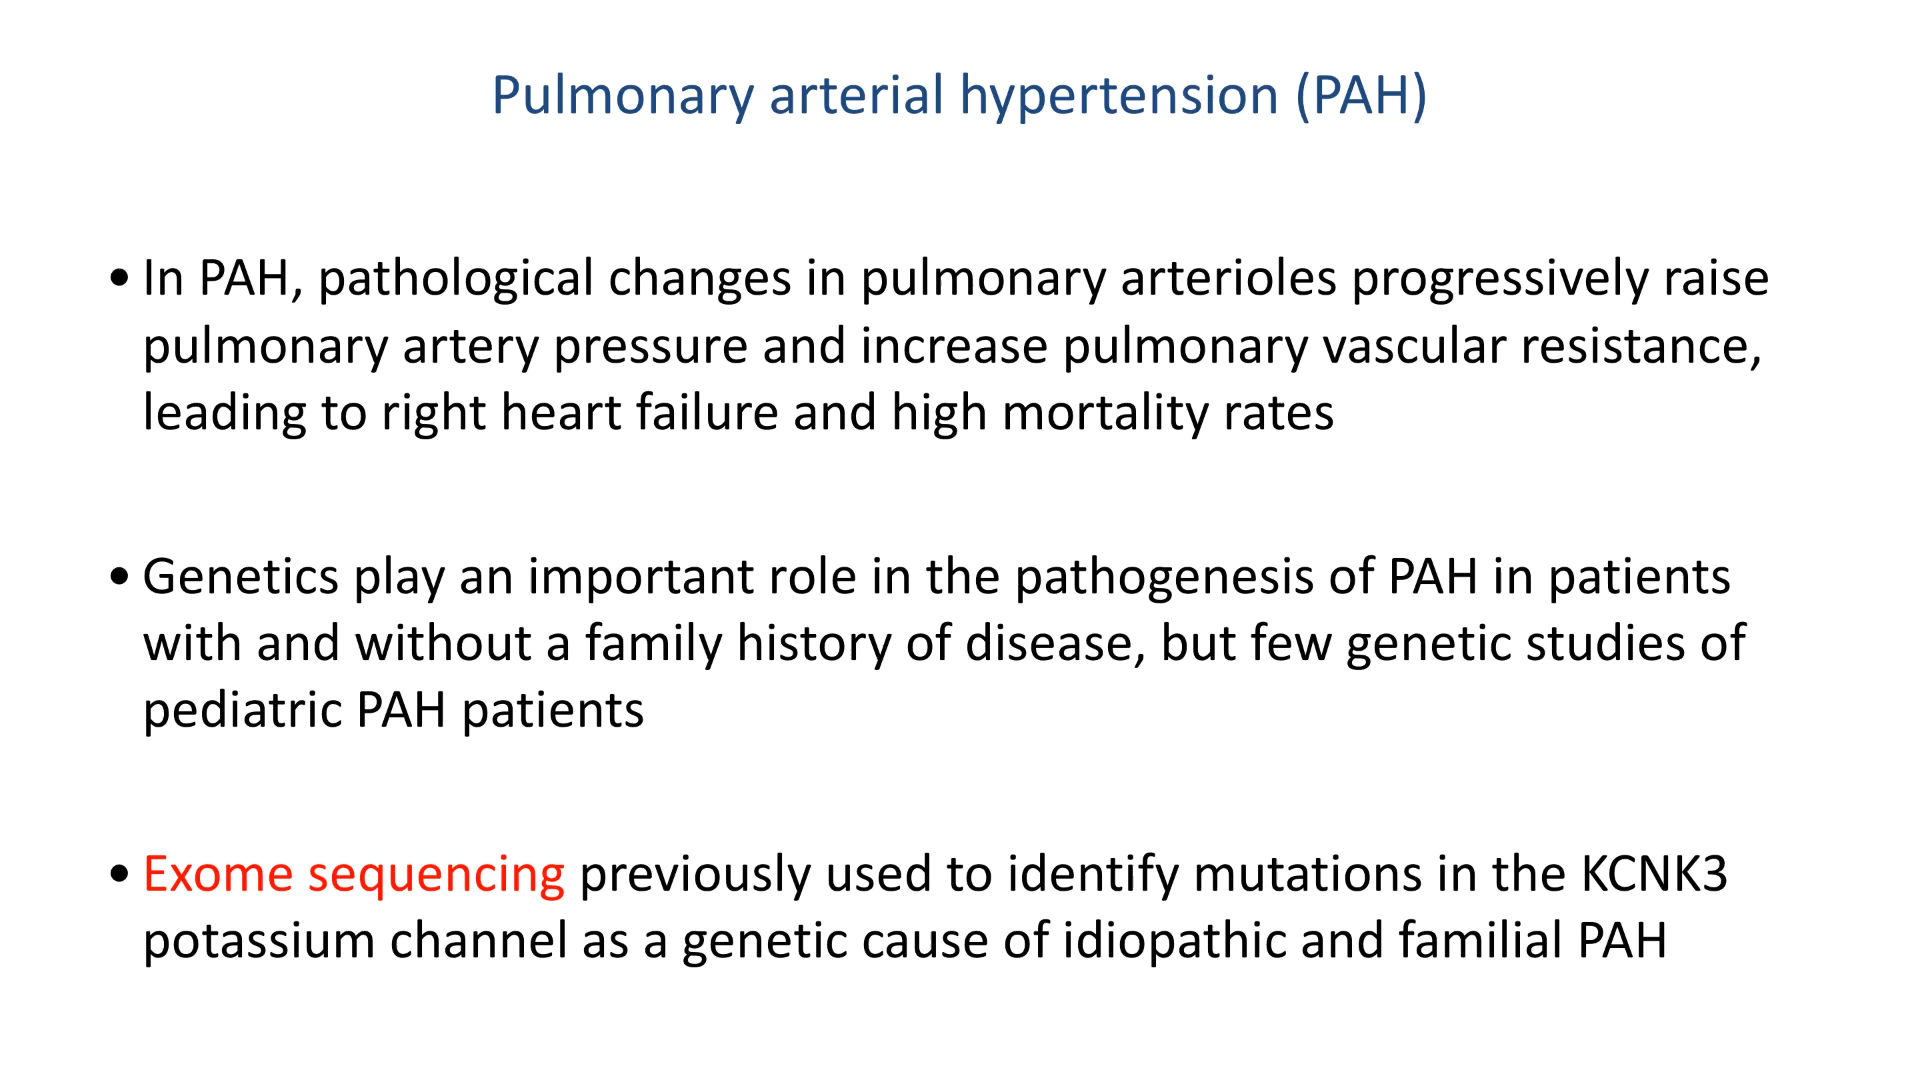 Pulmonary arterial hypertension (PAH)
• In PAH, pathological changes in pulmonary arterioles progressively raise
pulmonary artery pressure and increase pulmonary vascular resistance,
leading to right heart failure and high mortality rates
• Genetics play an important role in the pathogenesis of PAH in patients
with and without a family history of disease, but few genetic studies of
pediatric PAH patients
• Exome sequencing previously used to identify mutations in the KCNK3
potassium channel as a genetic cause of idiopathic and familial PAH